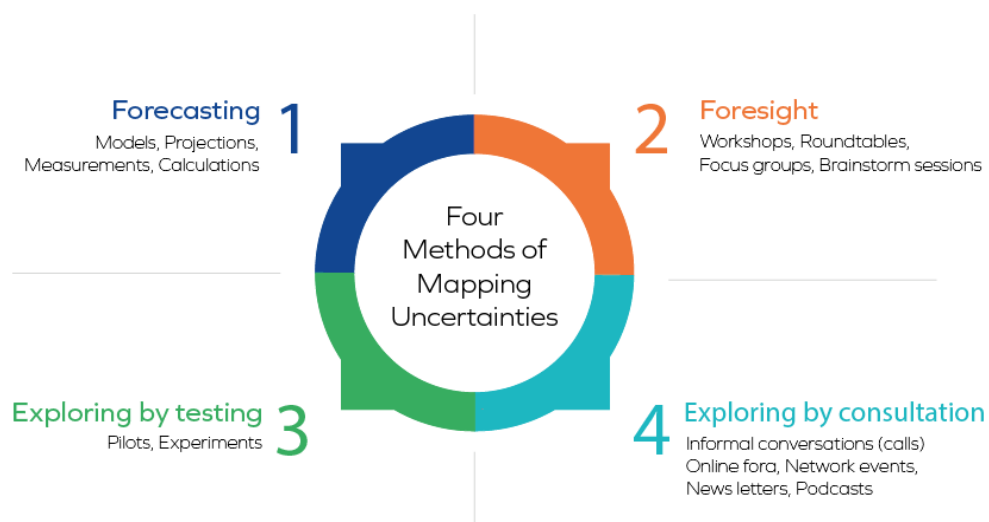 Forecasting
1
Models, Projections,
Measurements, Calculations
2
Foresight
Workshops, Roundtables,
Focus groups, Brainstorm sessions
Four
Methods of
Mapping
Uncertainties
Exploring by testing
3
Pilots, Experiments
4
Exploring by consultation
Informal conversations (calls)
Online fora, Network events,
News letters, Podcasts